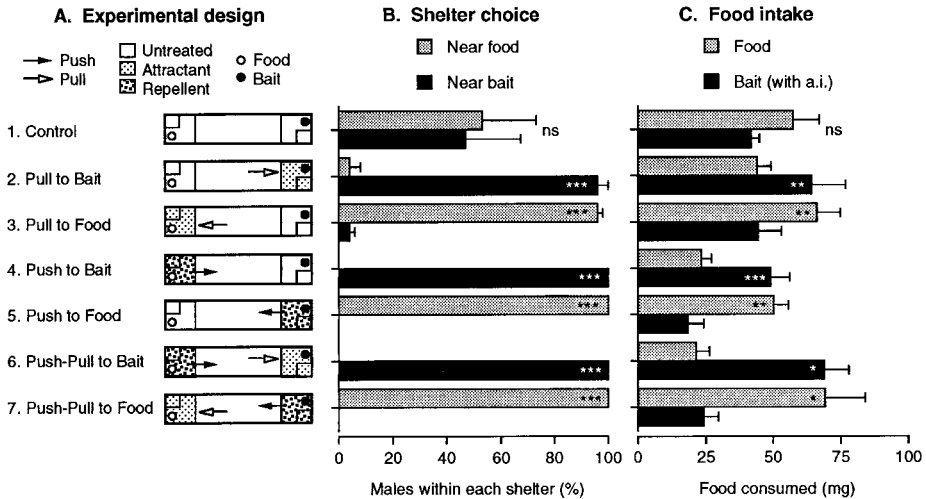 A. Experimental design
B. Shelter choice
C. Food intake
Push
Pull
Untreated
Attractant
Repellent
Food
Bait
Near food
Near bait
Food
Bait (with a.i.)
1. Control
ns
ns
2. Pull to Bait
***
**
3. Pull to Food
***
**
4. Push to Bait
***
***
5. Push to Food
***
**
6. Push-Pull to Bait
***
*
7. Push-Pull to Food
***
*
0 20 40 60 80 100
0 25 50 75 100
Males within each shelter (%)
Food consumed (mg)